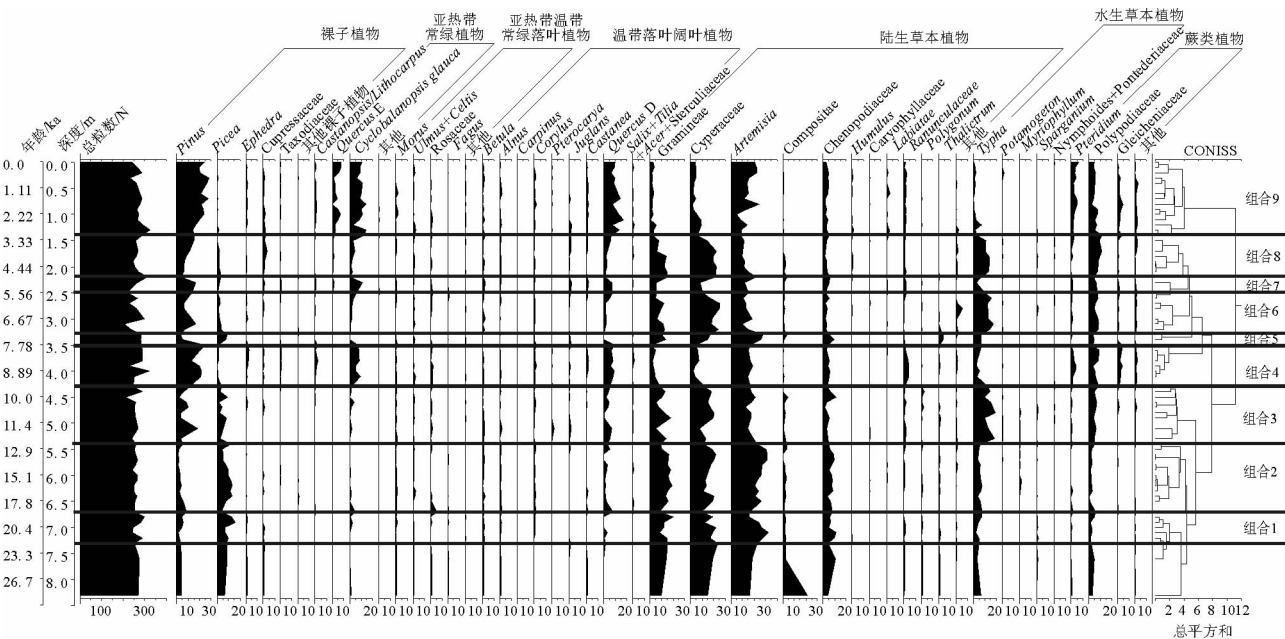 裸子植物
亚热带
常绿植物
亚热带温带
常绿落叶植物
温带落叶阔叶植物
陆生草本植物
水生草本植物
蕨类植物
年龄/ka
深度/m
总粒数/N
Pinus
Picea
Ephedra
Cupressaceae
Taxodiaceae
其他裸子植物
Castanopsis/Lithocarpus
Quercus E
Cyclobalanopsis glauca
其他
Morus
Ulmus+Celtis
Rosaceae
Fagus
其他
Betula
Alnus
Carpinus
Corylus
Pterocarya
Juglans
Castanea
Quercus D
Salix+Tilia
+Acer+Sterculiaceae
Gramineae
Cyperaceae
Artemisia
Compositae
Chenopodiaceae
Humulus
Caryophyllaceae
Labiatae
Ranunculaceae
Polygonum
Thalictrum
其他
Typha
Potamogeton
Myriophyllum
Sparganium
Nymphoides+Pontederiaceae
Pteridium
Polypodiaceae
Gleicheniaceae
其他
CONISS
0.0 0.0
1.11 0.5 组合9
2.22 1.0
3.33 1.5
4.44 2.0 组合8
5.56 2.5 组合7
6.67 3.0 组合6
组合5
7.78 3.5
8.89 4.0 组合4
10.0 4.5 组合3
11.4 5.0
12.9 5.5
15.1 6.0 组合2
17.8 6.5
20.4 7.0 组合1
23.3 7.5
26.7 8.0
100 300 10 30 20 10 10 10 10 10 10 20 10 10 10 10 10 10 10 10 10 10 10 10 10 20 10 10 30 10 30 10 30 10 30 10 10 10 10 10 10 10 10 20 10 10 10 10 10 10 10 10 2 4 6 8 10 12
总平方和